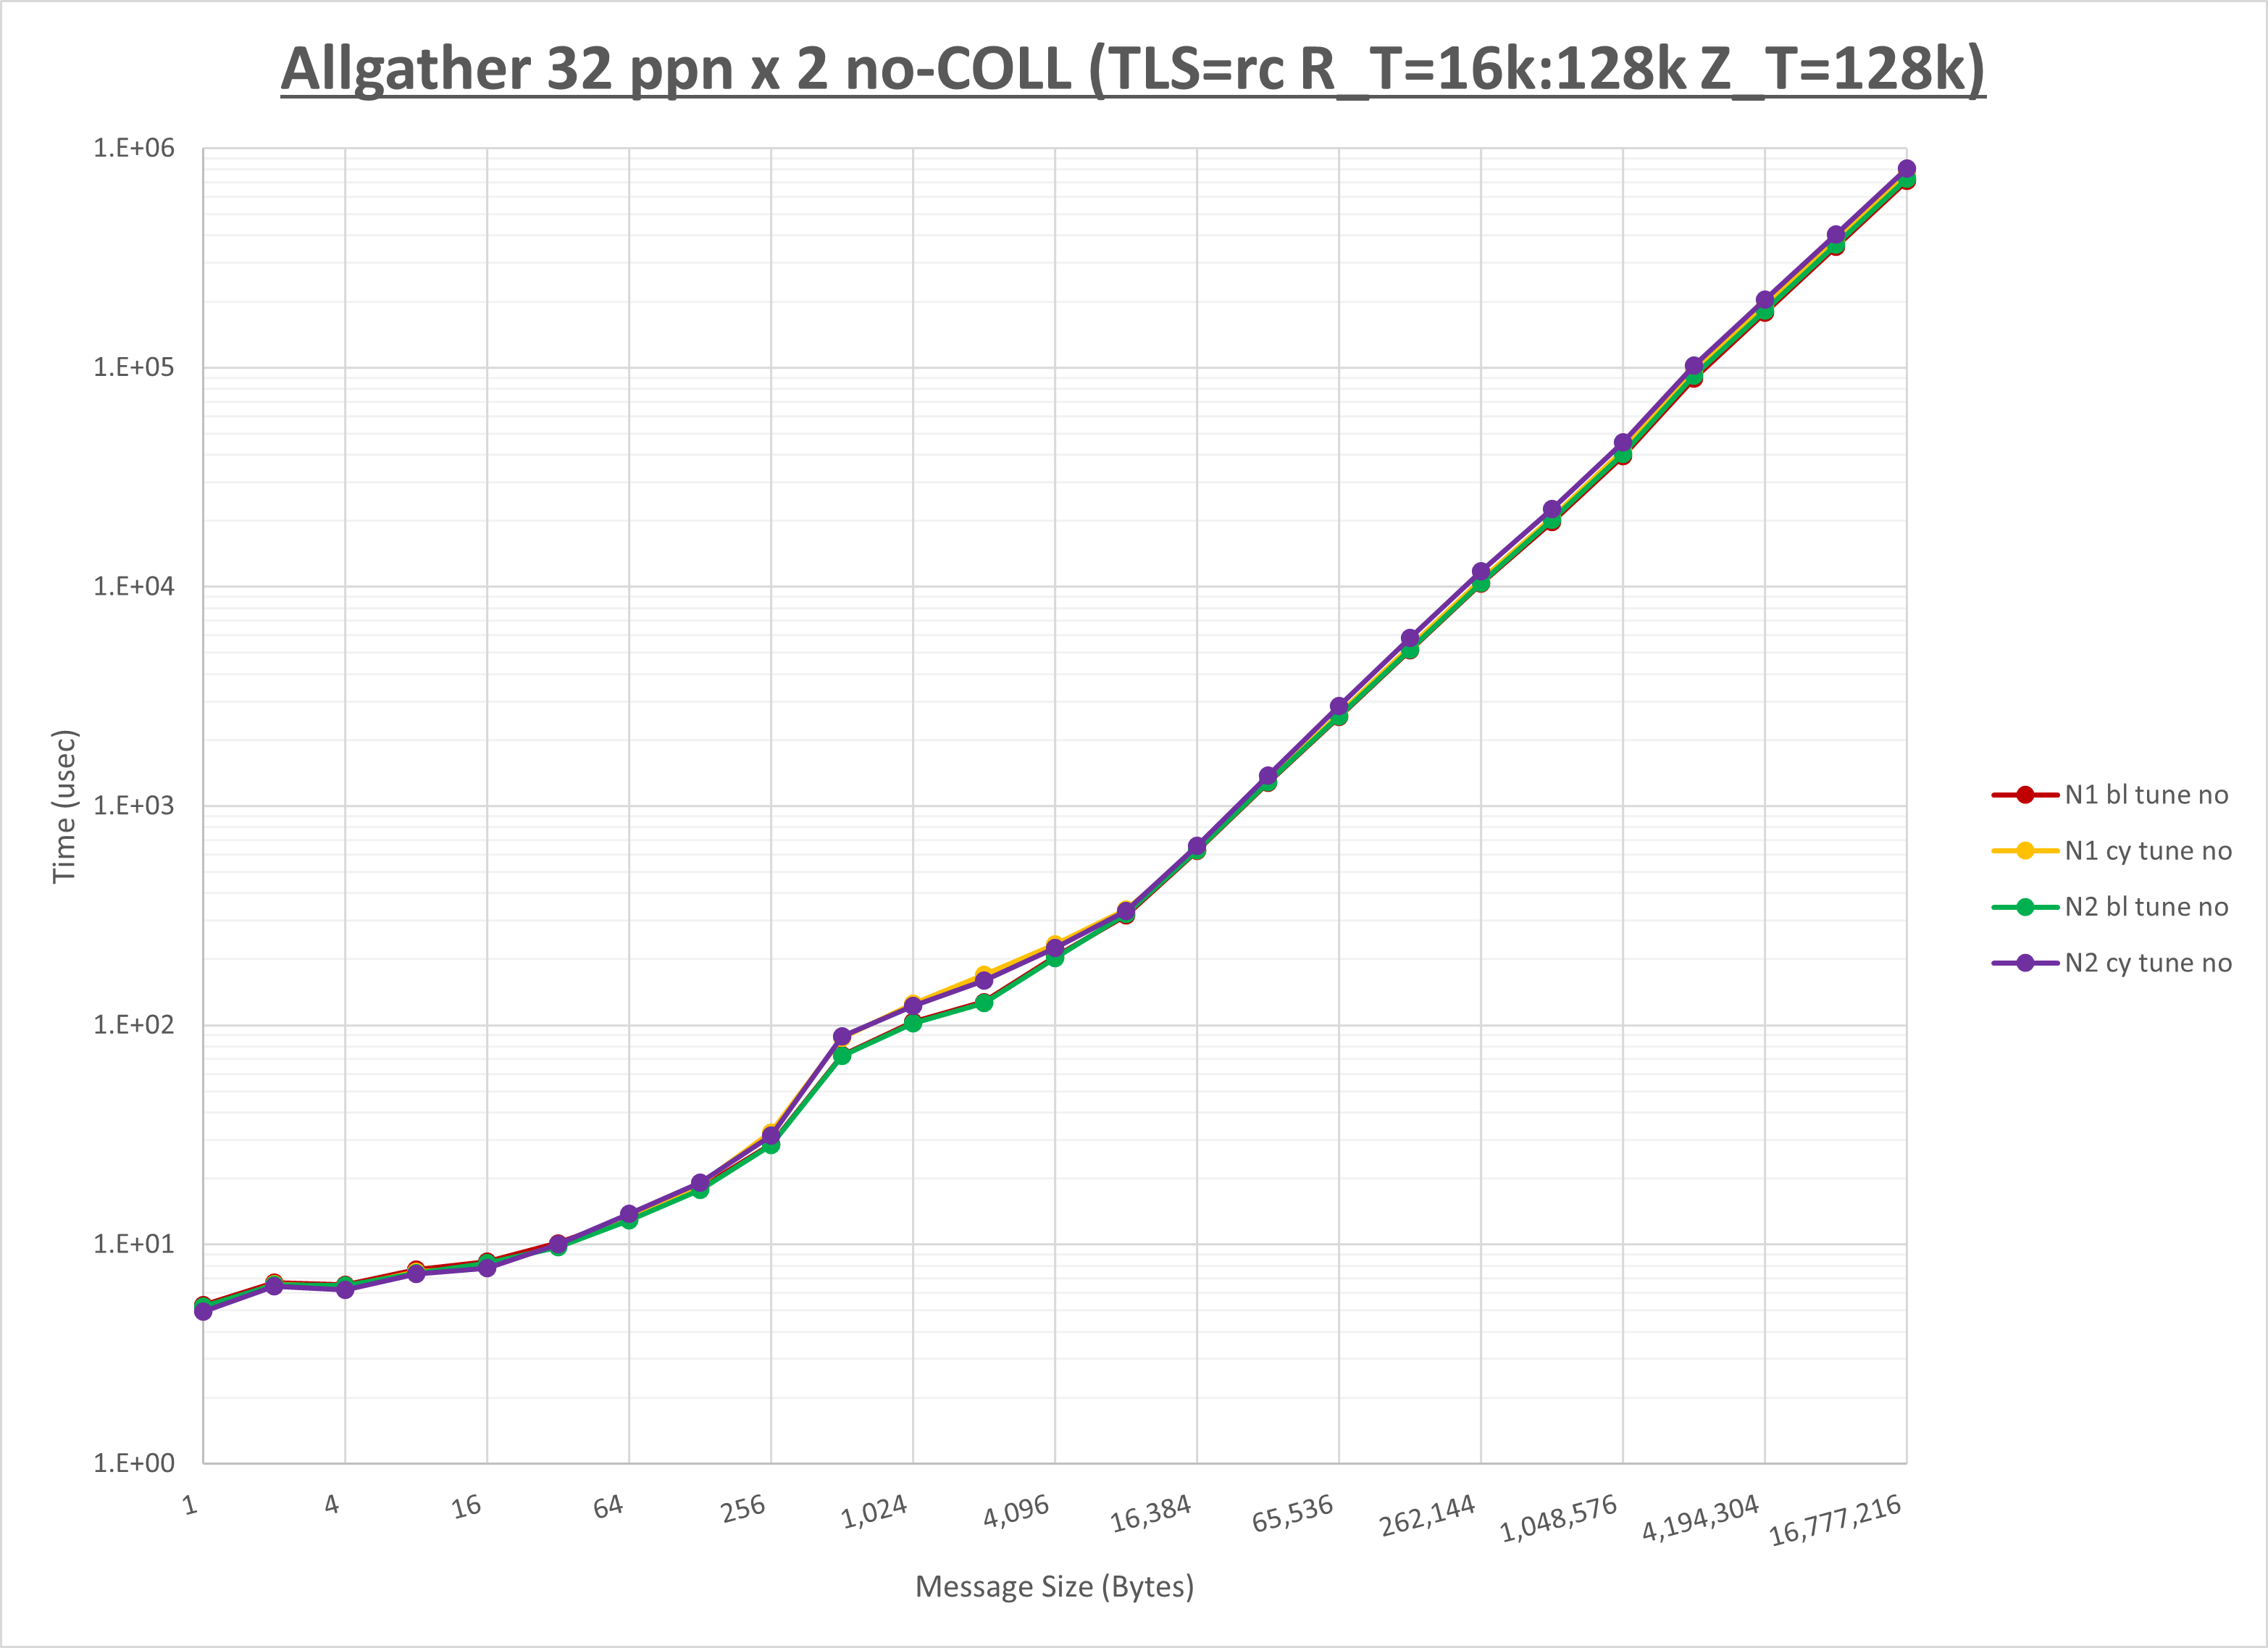 Allgather 32 ppn x 2 no-COLL (TLS=rc R_T=16k:128k Z_T=128k)
1.E+06
1.E+05
1.E+04
1.E+03
1.E+02
1.E+01
1.E+00
Time (usec)
1
4
16
64
256
1,024
4,096
16,384
65,536
262,144
1,048,576
4,194,304
16,777,216
Message Size (Bytes)
N1 bl tune no
N1 cy tune no
N2 bl tune no
N2 cy tune no